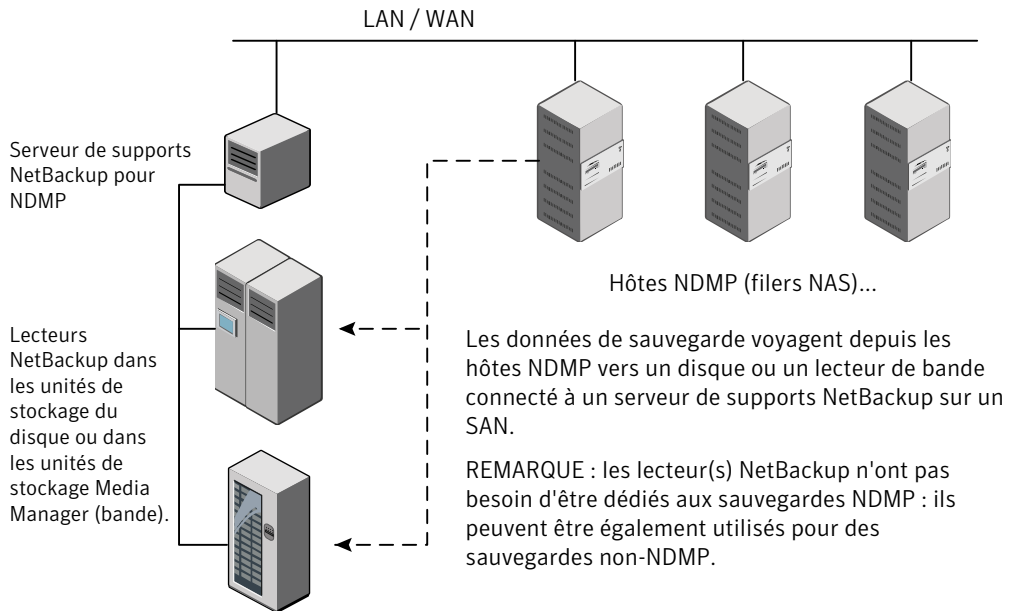 LAN / WAN
Serveur de supports
NetBackup pour
NDMP
Hôtes NDMP (filers NAS)...
Lecteurs
NetBackup dans
les unités de
stockage du
disque ou dans
les unités de
stockage Media
Manager (bande).
Les données de sauvegarde voyagent depuis les
hôtes NDMP vers un disque ou un lecteur de bande
connecté à un serveur de supports NetBackup sur un
SAN.
REMARQUE : les lecteur(s) NetBackup n'ont pas
besoin d'être dédiés aux sauvegardes NDMP : ils
peuvent être également utilisés pour des
sauvegardes non-NDMP.